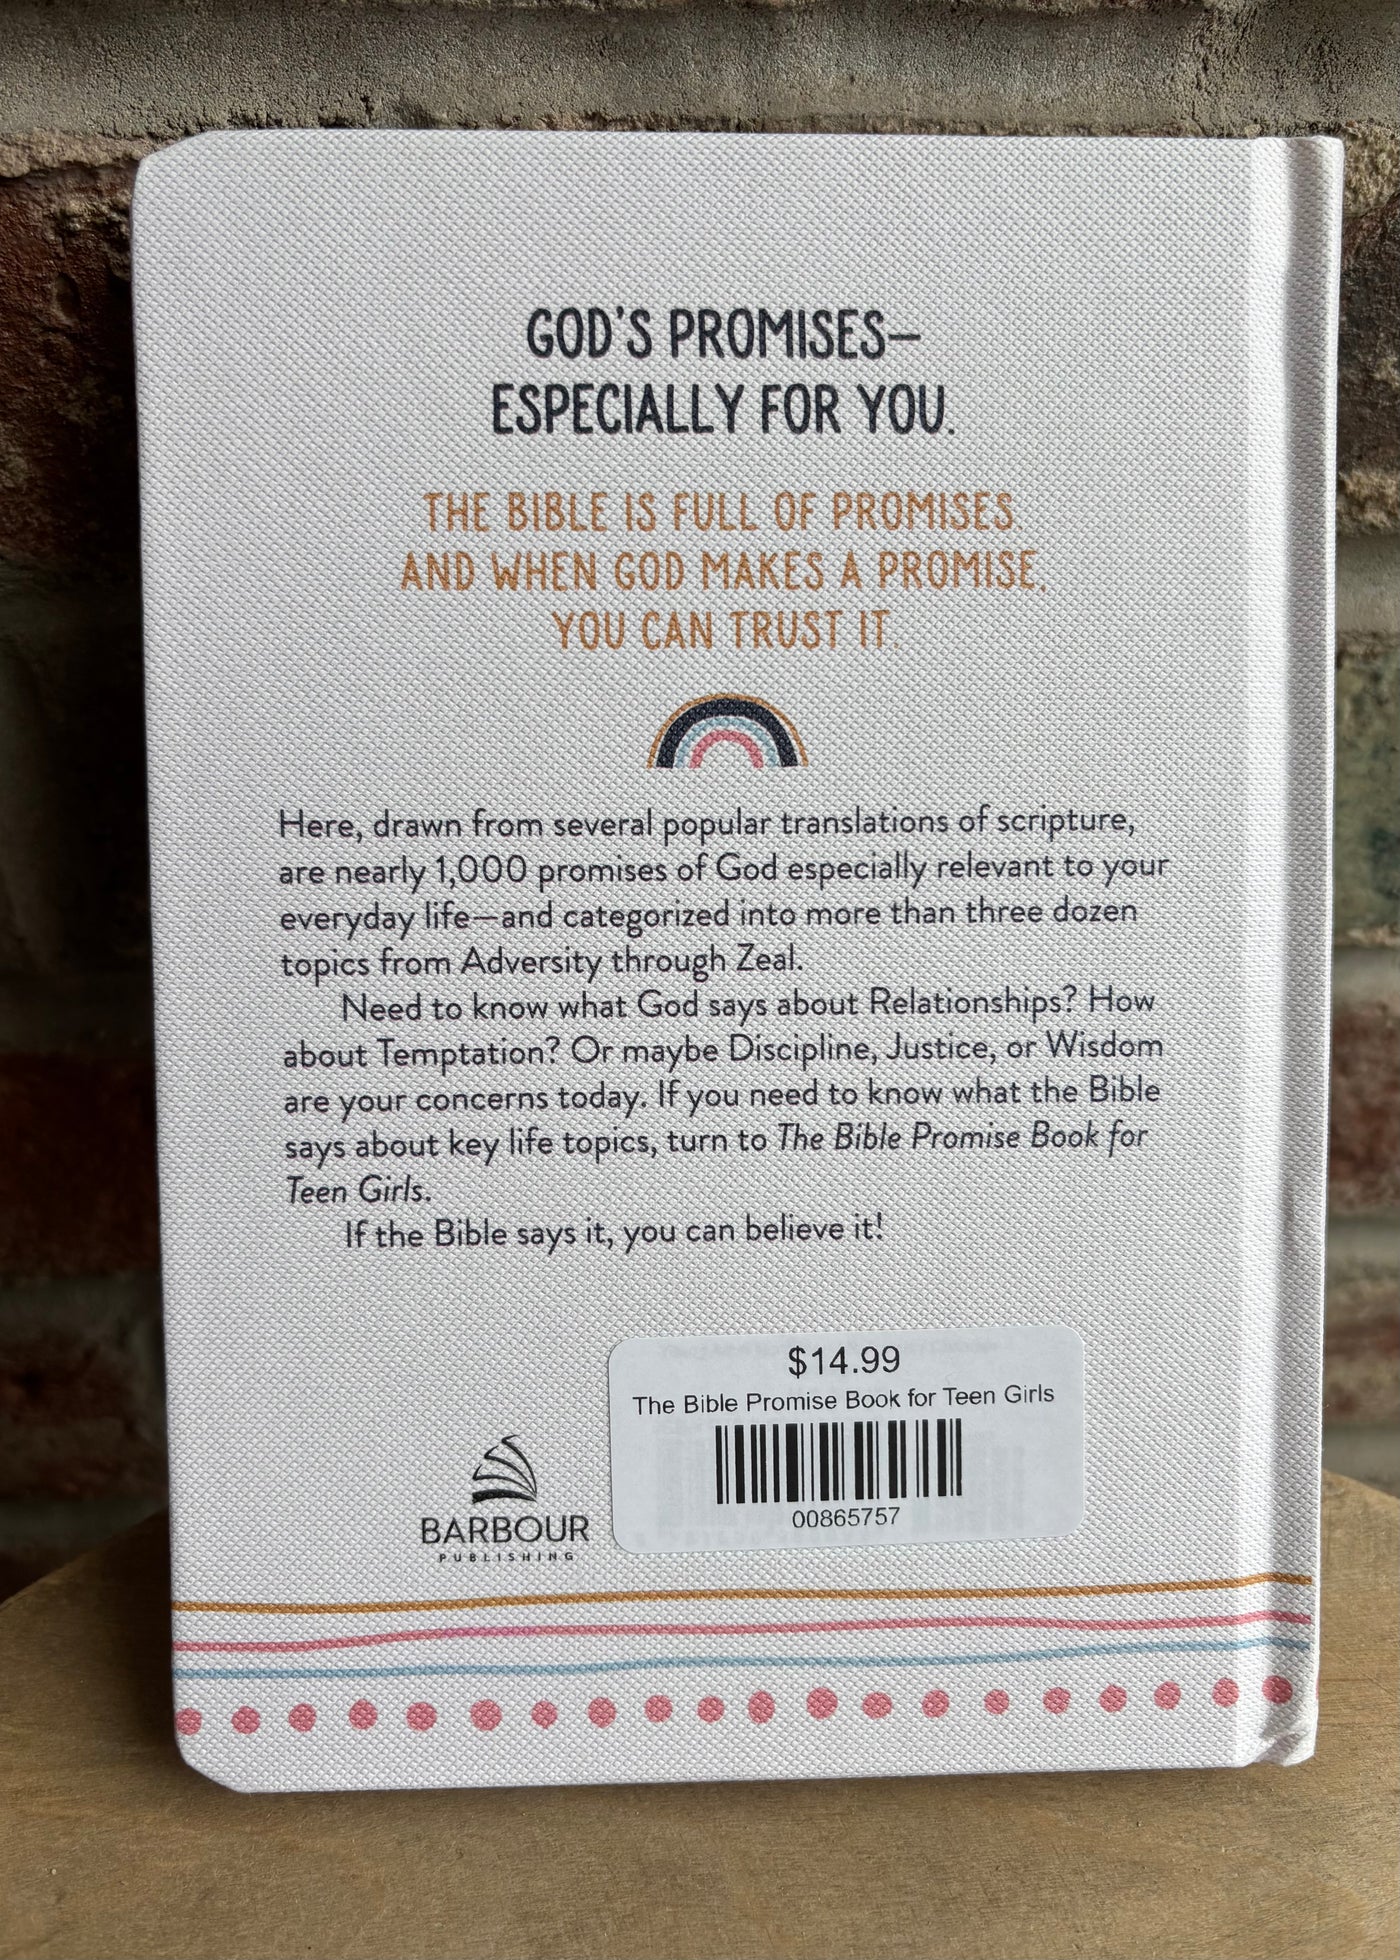 GOD'S PROMISES—
ESPECIALLY FOR YOU.
THE BIBLE IS FULL OF PROMISES.
AND WHEN GOD MAKES A PROMISE,
YOU CAN TRUST IT.
Here, drawn from several popular translations of scripture,
are nearly 1,000 promises of God especially relevant to your
everyday life—and categorized into more than three dozen
topics from Adversity through Zeal.
Need to know what God says about Relationships? How
about Temptation? Or maybe Discipline, Justice, or Wisdom
are your concerns today. If you need to know what the Bible
says about key life topics, turn to The Bible Promise Book for
Teen Girls.
If the Bible says it, you can believe it!
$14.99
The Bible Promise Book for Teen Girls
00865757
BARBOUR
PUBLISHING